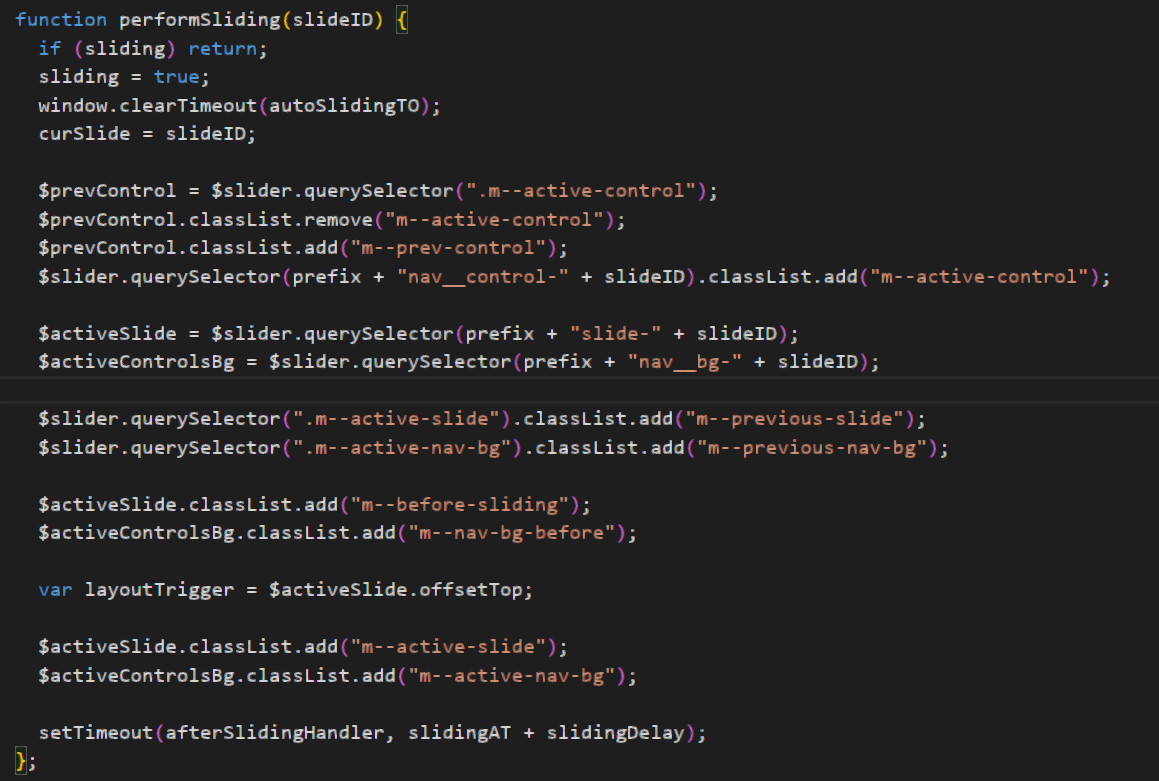 function performSliding(slideID) {
  if (sliding) return;
  sliding = true;
  window.clearTimeout(autoSlidingTO);
  curSlide = slideID;

  $prevControl = $slider.querySelector(".m--active-control");
  $prevControl.classList.remove("m--active-control");
  $prevControl.classList.add("m--prev-control");
  $slider.querySelector(prefix + "nav__control-" + slideID).classList.add("m--active-control");

  $activeSlide = $slider.querySelector(prefix + "slide-" + slideID);
  $activeControlsBg = $slider.querySelector(prefix + "nav__bg-" + slideID);

  $slider.querySelector(".m--active-slide").classList.add("m--previous-slide");
  $slider.querySelector(".m--active-nav-bg").classList.add("m--previous-nav-bg");

  $activeSlide.classList.add("m--before-sliding");
  $activeControlsBg.classList.add("m--nav-bg-before");

  var layoutTrigger = $activeSlide.offsetTop;

  $activeSlide.classList.add("m--active-slide");
  $activeControlsBg.classList.add("m--active-nav-bg");

  setTimeout(afterSlidingHandler, slidingAT + slidingDelay);
};